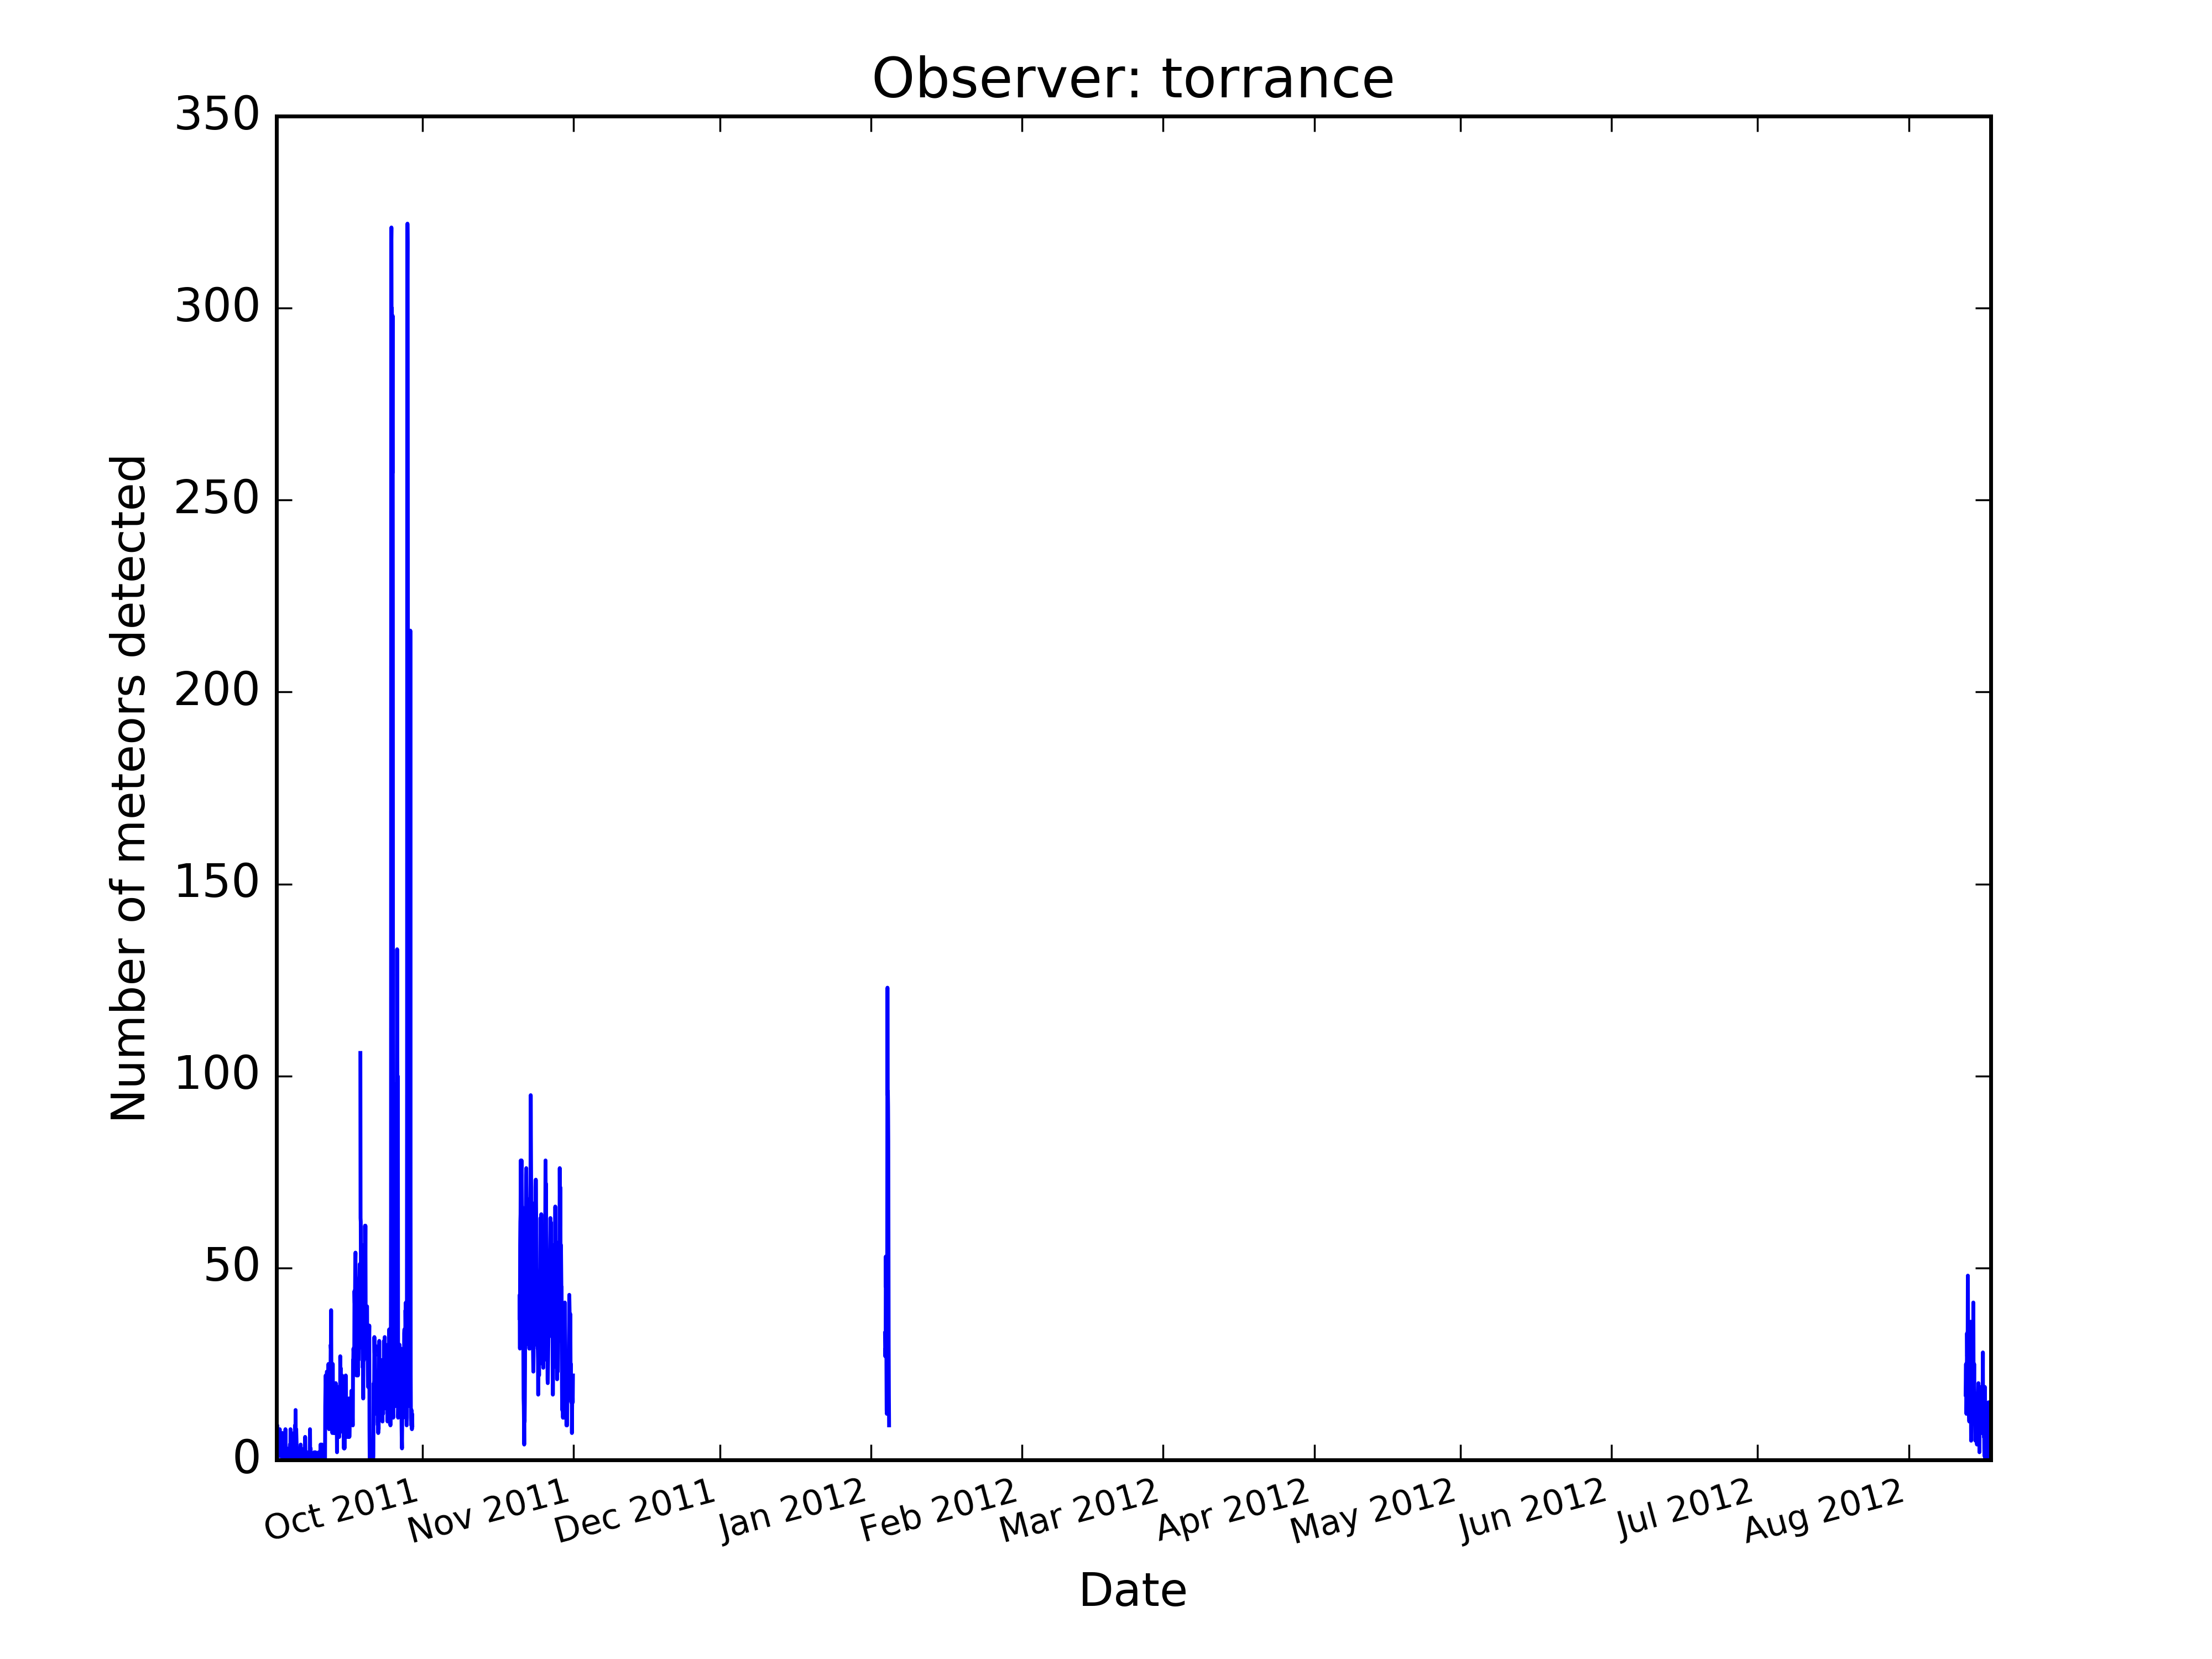 Observer: torrance
350
300
250
200
150
100
50
0
Number of meteors detected
Oct 2011
Nov 2011
Dec 2011
Jan 2012
Feb 2012
Mar 2012
Apr 2012
May 2012
Jun 2012
Jul 2012
Aug 2012
Date